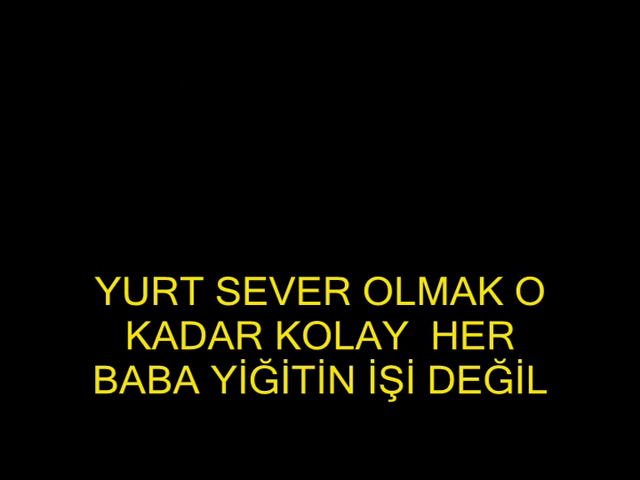 YURT SEVER OLMAK O
KADAR KOLAY  HER
BABA YİĞİTİN İŞİ DEĞİL